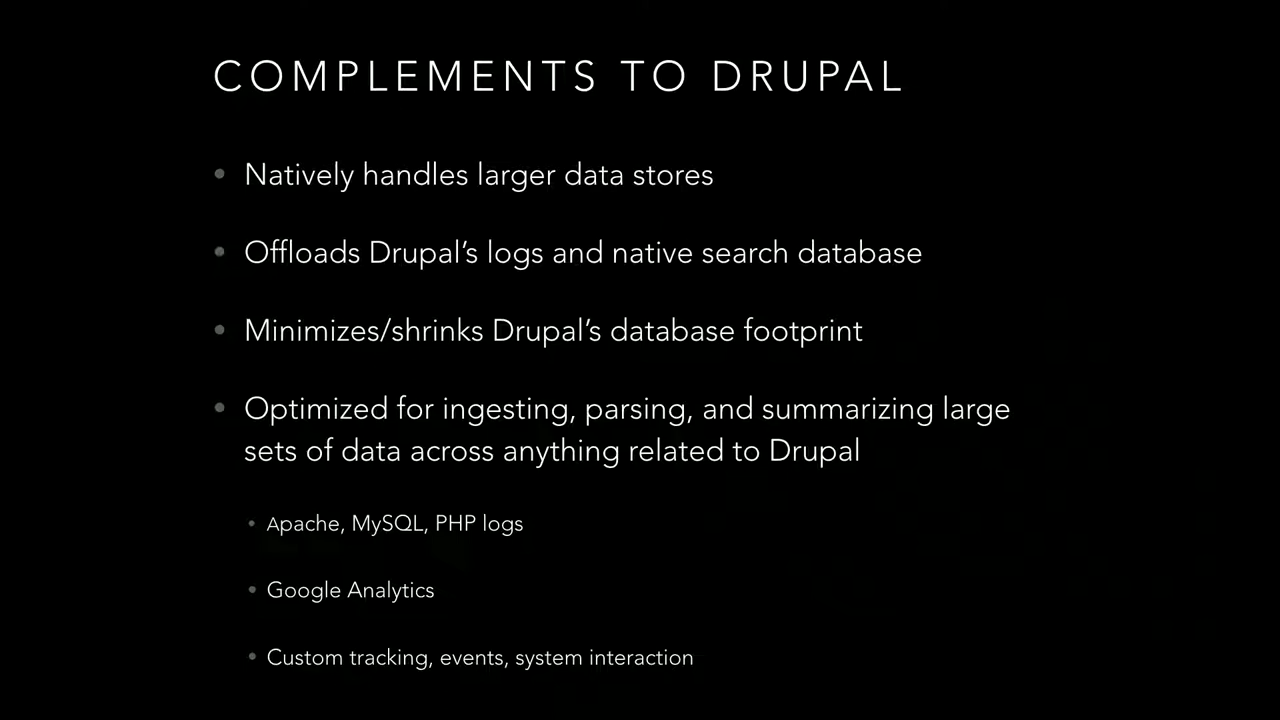 COMPLEMENTS TO DRUPAL
• Natively handles larger data stores
• Offloads Drupal’s logs and native search database
• Minimizes/shrinks Drupal’s database footprint
• Optimized for ingesting, parsing, and summarizing large
sets of data across anything related to Drupal
• Apache, MySQL, PHP logs
• Google Analytics
• Custom tracking, events, system interaction